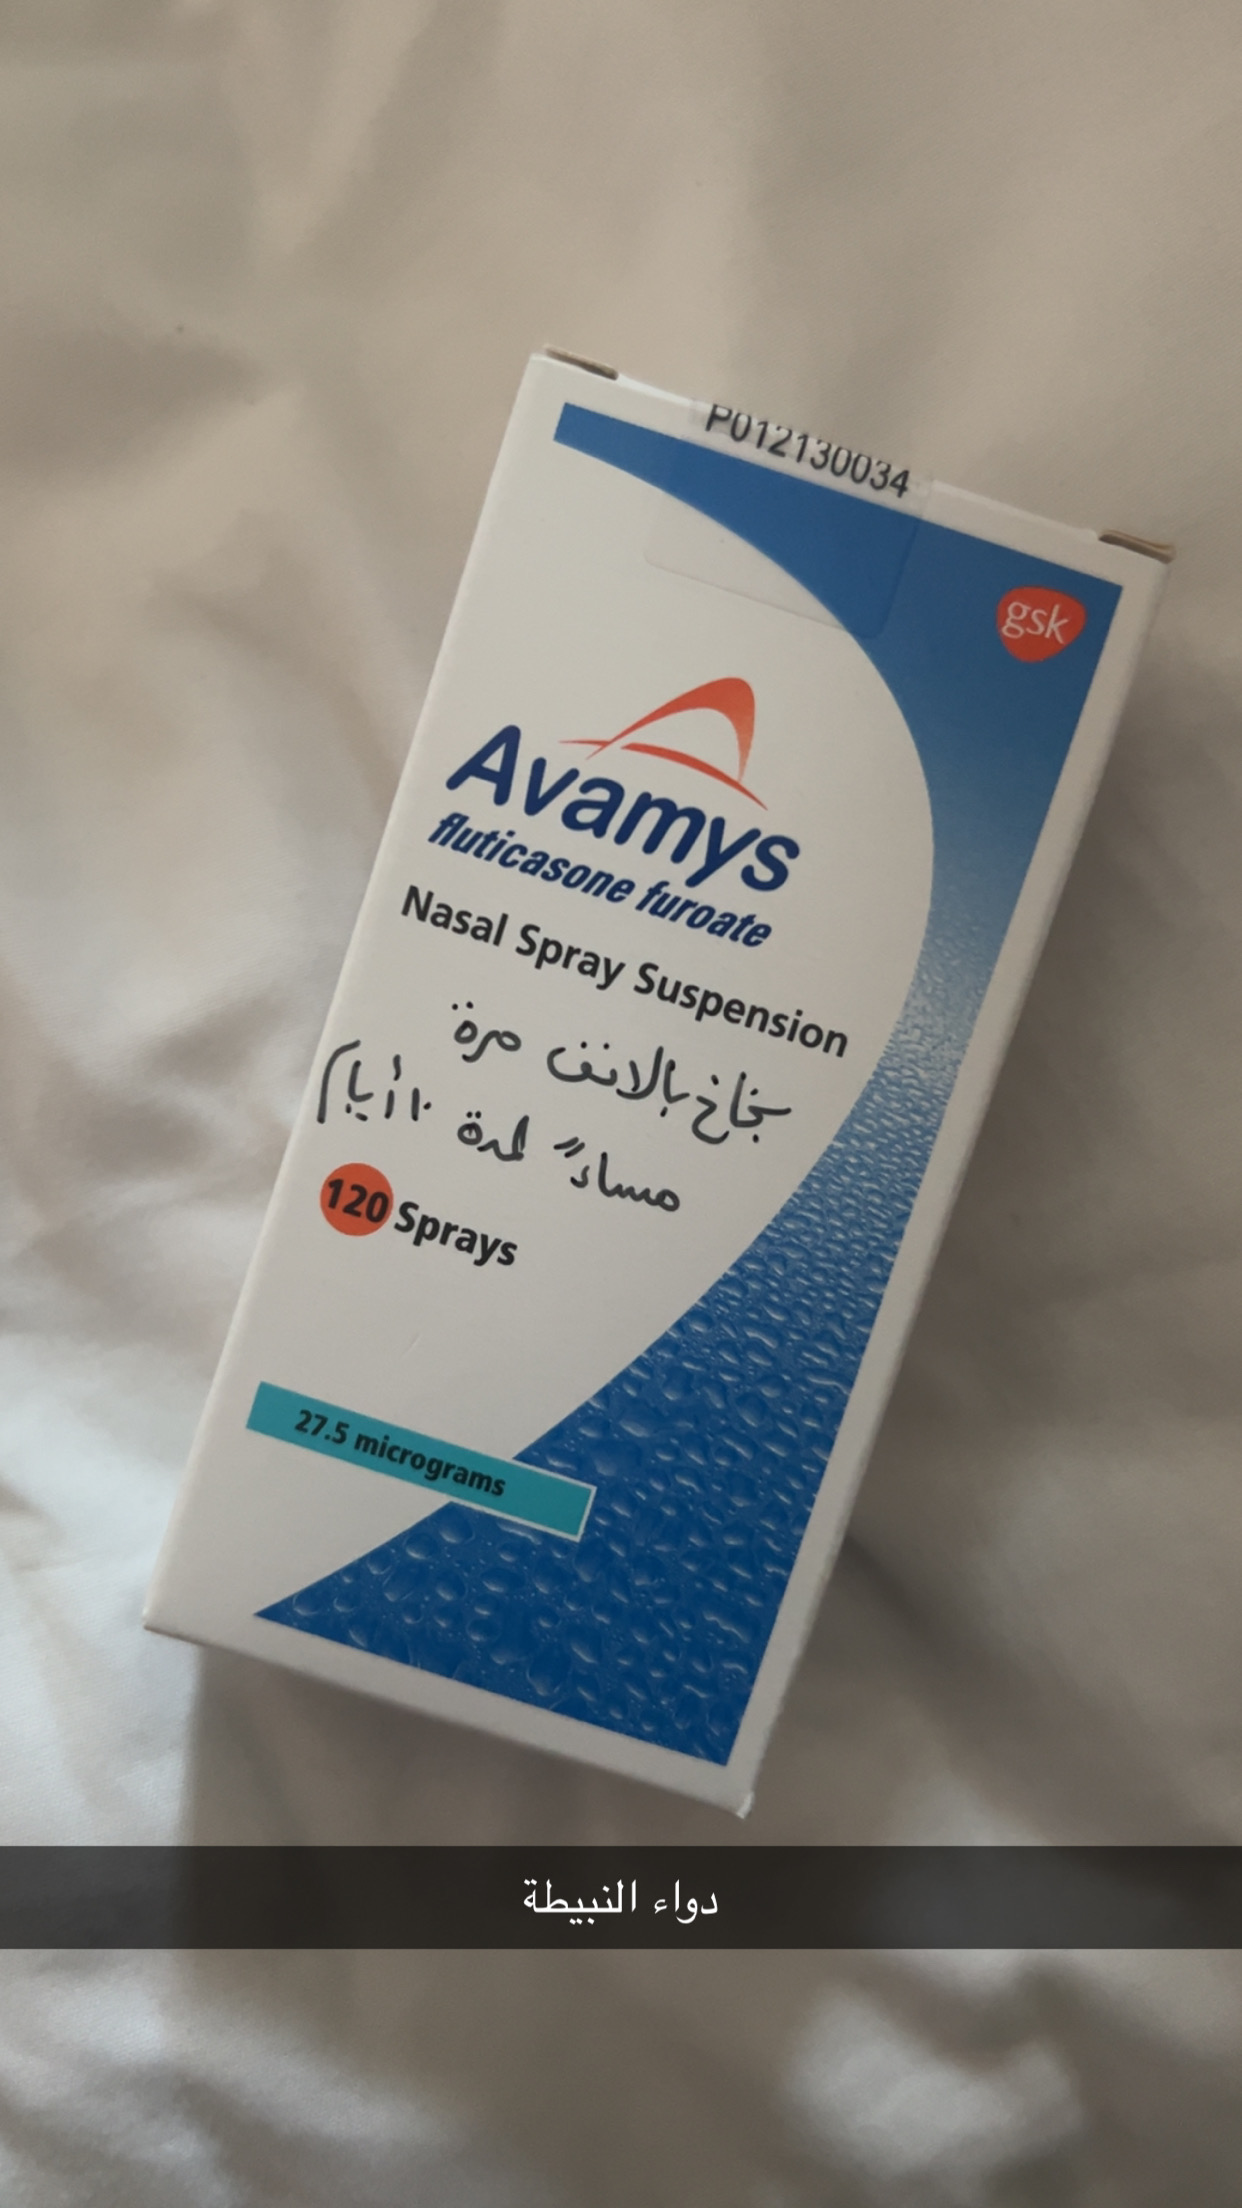 P012130034
gsk
Avamys
fluticasone furoate
Nasal Spray Suspension
بخاخ بالانف مرة
مساءً لمدة ١٠ أيام
120 Sprays
27.5 micrograms
دواء النبيطة